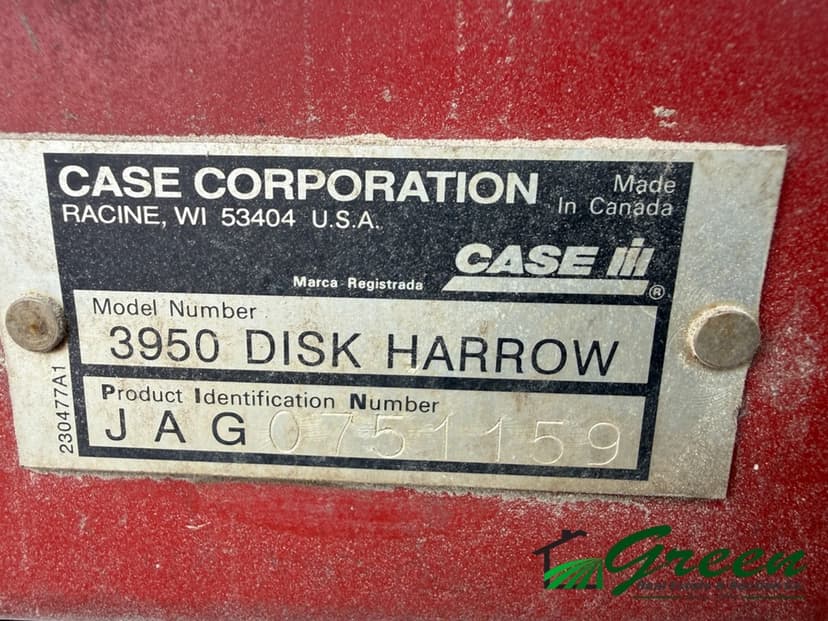 CASE CORPORATION
RACINE, WI 53404 U.S.A.
Made
In Canada
CASE IH
®
Marca Registrada
Model Number
3950 DISK HARROW
Product Identification Number
JAG0751159
230477A1
Green